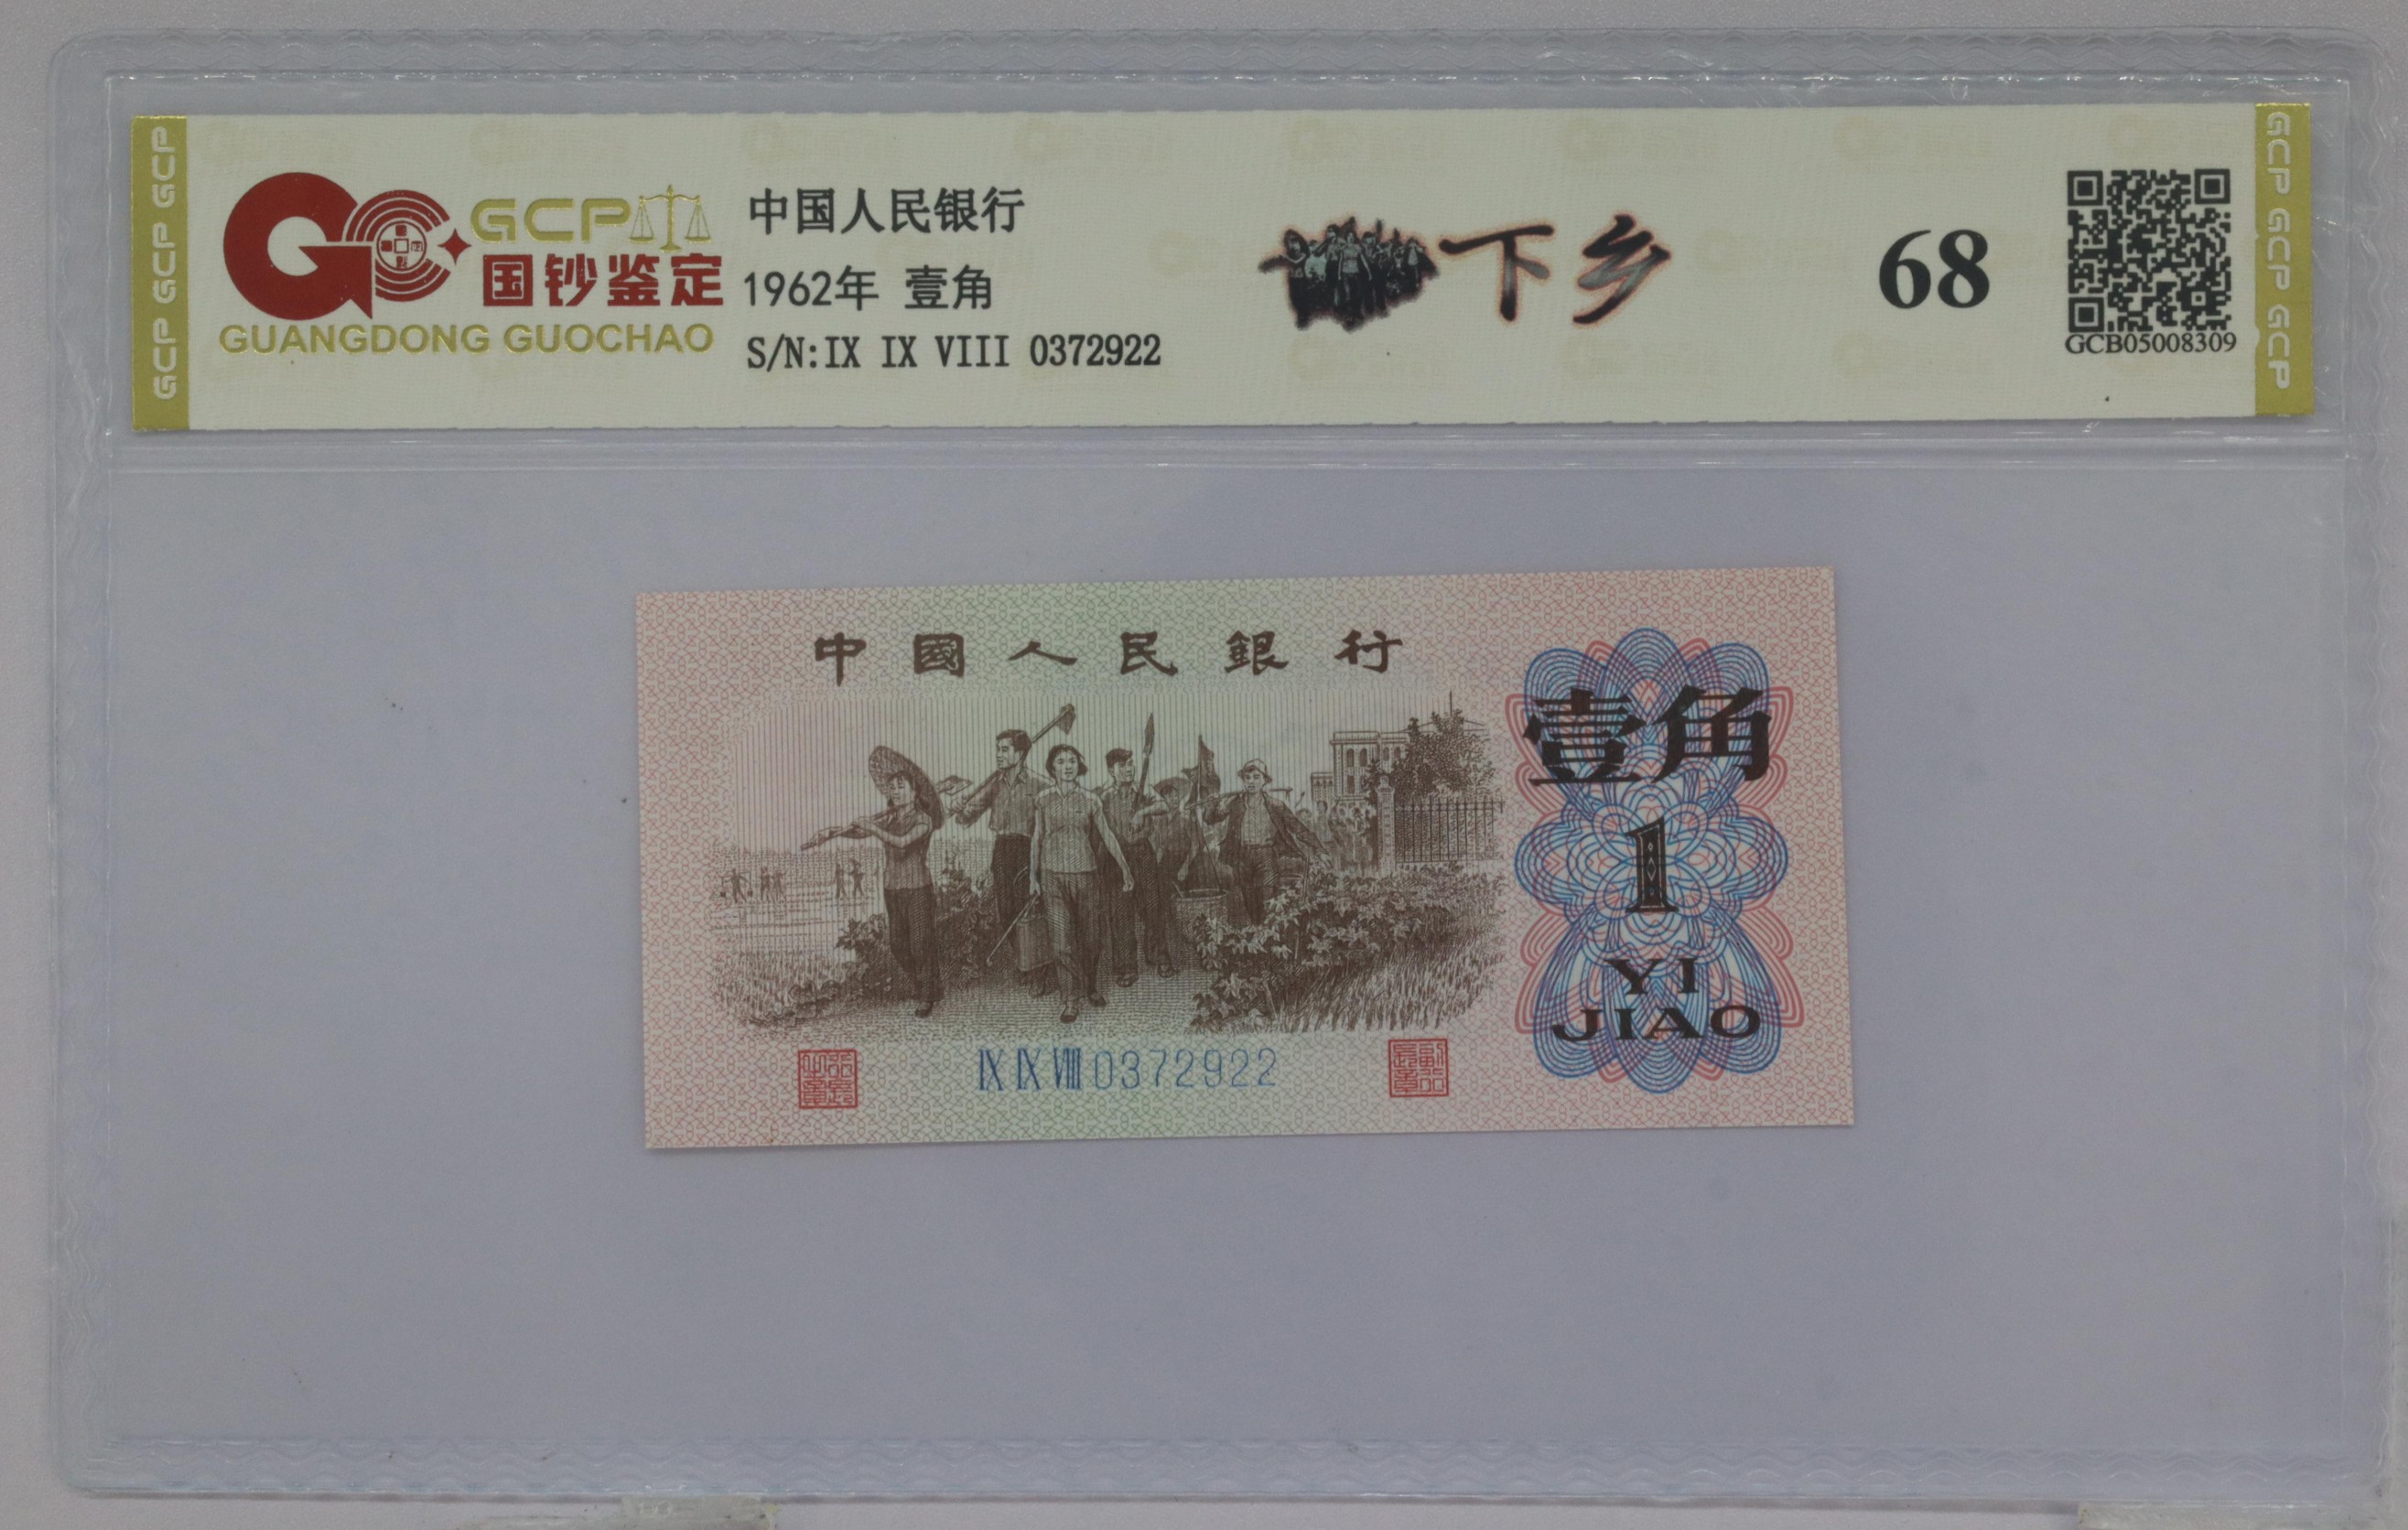 GCP GCP GCP
GCP
国钞鉴定
GUANGDONG GUOCHAO
中国人民银行
1962年 壹角
S/N:IX IX VIII 0372922
下乡
68
GCB05008309
GCP GCP GCP
中國人民銀行
壹角
1
YI
JIAO
IX IX VIII 0372922